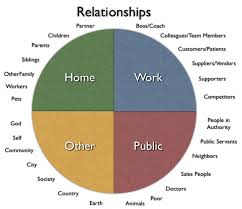 Relationships
Partner
Children
Parents
Siblings
OtherFamily
Workers
Pets
God
Self
Community
City
Society
Country
Earth
Animals
Poor
Doctors
Sales People
Neighbors
Public Servants
People in
Authority
Competitors
Supporters
Suppliers/Vendors
Customers/Patients
Colleagues/Team Members
Boss/Coach
Home
Work
Other
Public